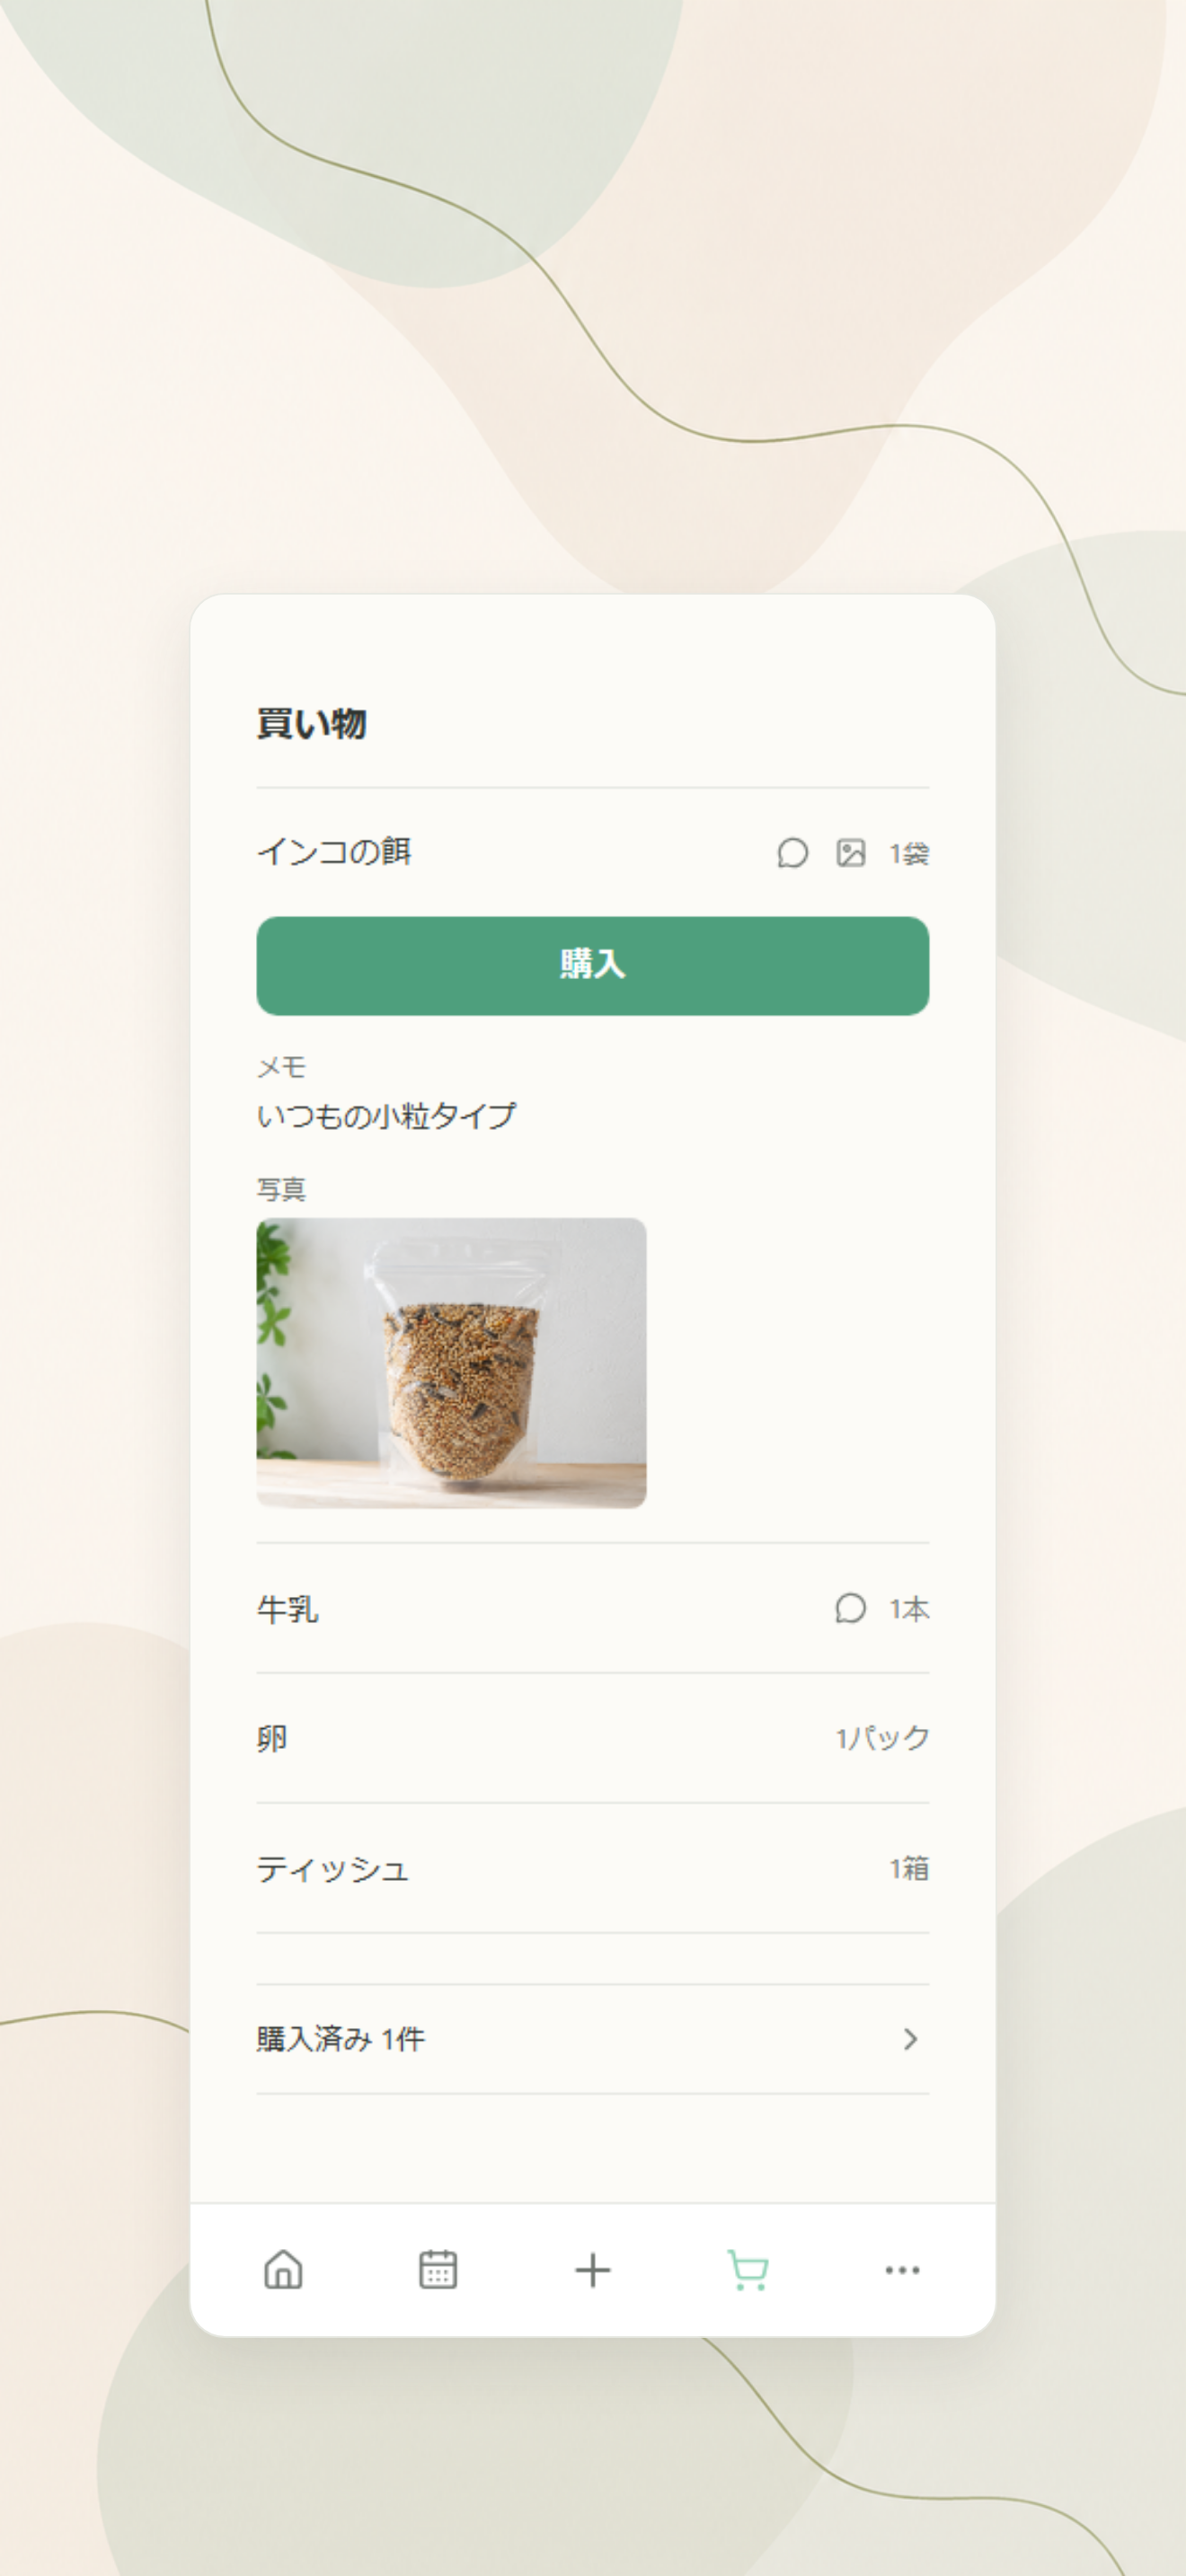 買い物
インコの餌 1袋
購入
メモ
いつもの小粒タイプ
写真
牛乳 1本
卵 1パック
ティッシュ 1箱
購入済み 1件